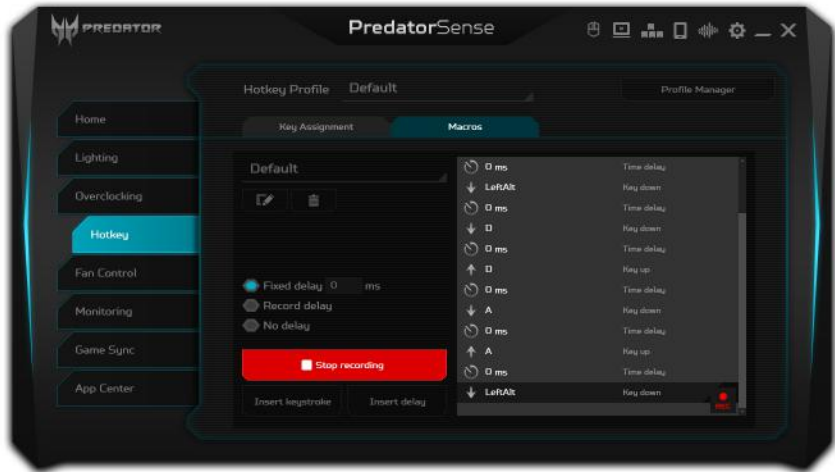 PREDATOR
PredatorSense
Hotkey Profile Default
Profile Manager
Key Assignment
Macros
Home
Lighting
Overclocking
Hotkey
Fan Control
Monitoring
Game Sync
App Center
Default
Fixed delay 0 ms
Record delay
No delay
Stop recording
Insert keystroke
Insert delay
0 ms Time delay
LeftAlt Key down
0 ms Time delay
D Key down
0 ms Time delay
D Key up
0 ms Time delay
A Key down
0 ms Time delay
A Key up
0 ms Time delay
LeftAlt Key down
REC